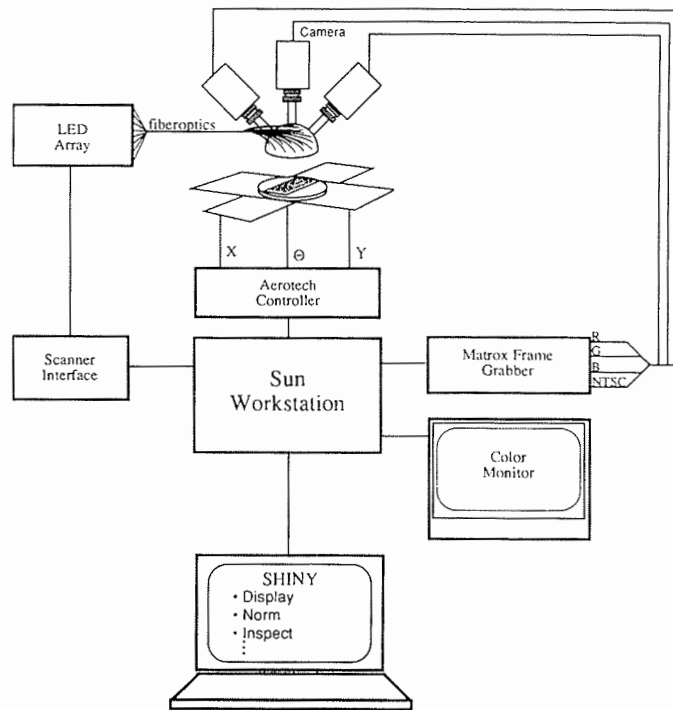 Camera
LED
Array
fiberoptics
X
Θ
Y
Aerotech
Controller
Scanner
Interface
Sun
Workstation
Matrox Frame
Grabber
R
G
B
NTSC
Color
Monitor
SHINY
• Display
• Norm
• Inspect
⋮